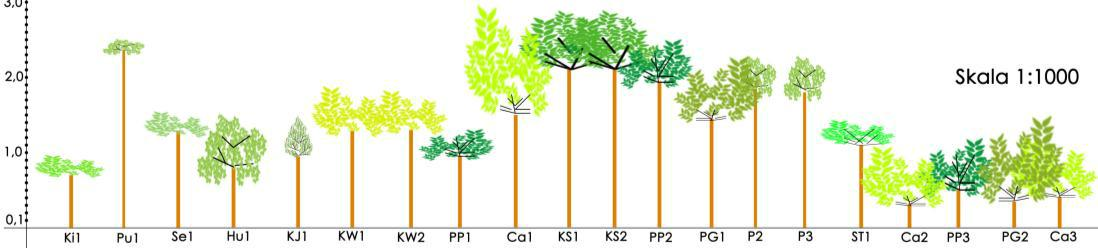 3,0
2,0
Skala 1:1000
1,0
0,1
Ki1 Pu1 Se1 Hu1 KJ1 KW1 KW2 PP1 Ca1 KS1 KS2 PP2 PG1 P2 P3 ST1 Ca2 PP3 PG2 Ca3